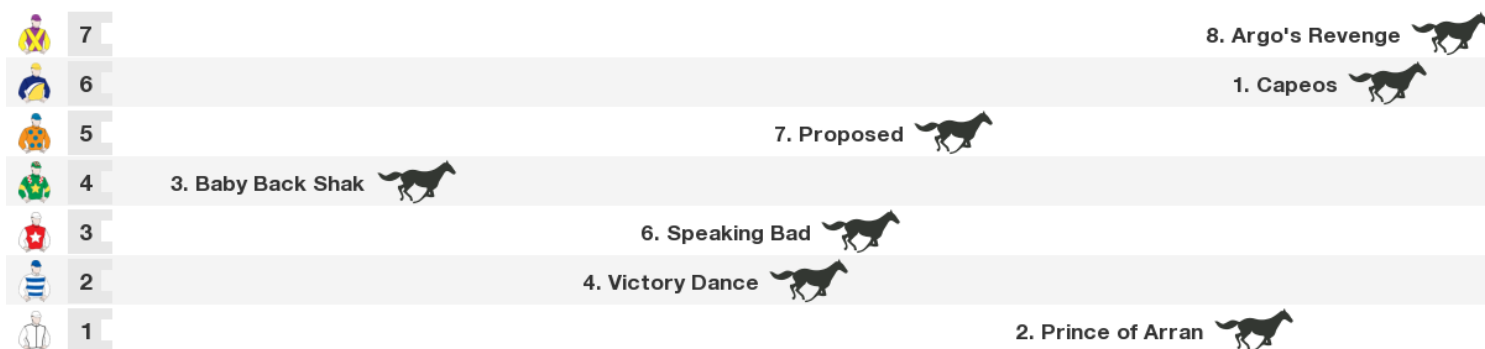 7 8. Argo's Revenge
6 1. Capeos
5 7. Proposed
4 3. Baby Back Shak
3 6. Speaking Bad
2 4. Victory Dance
1 2. Prince of Arran